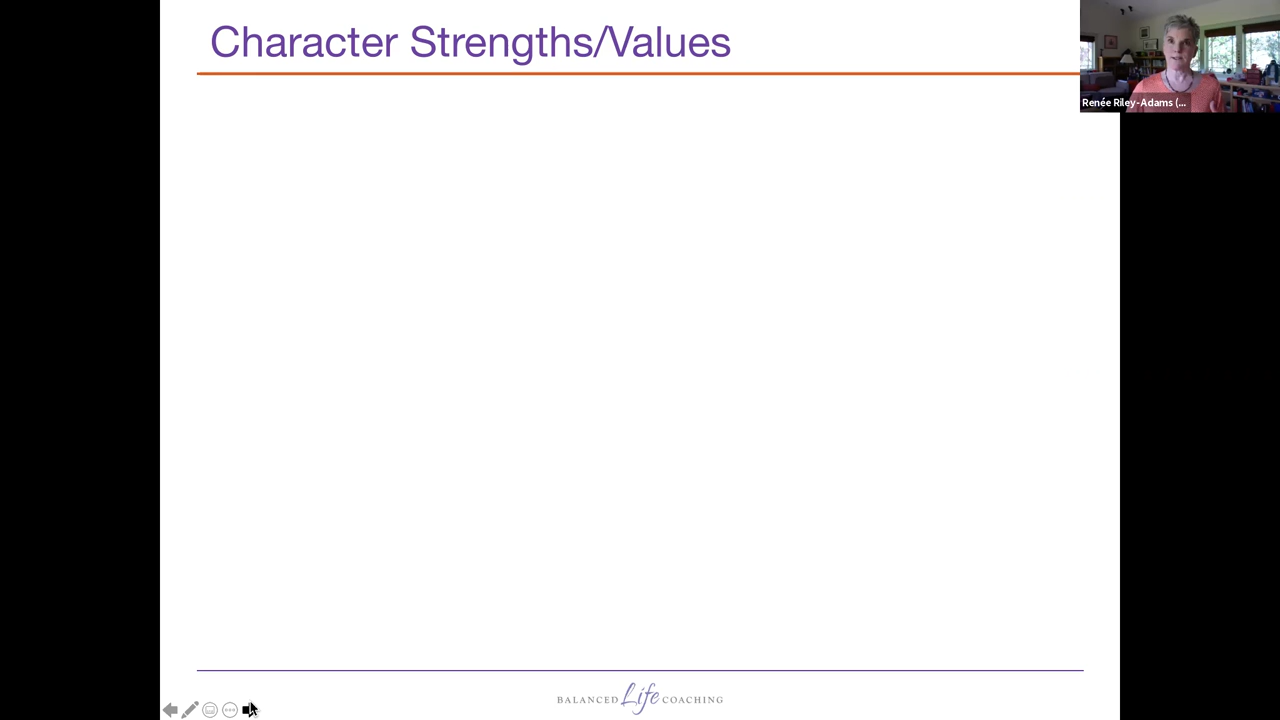 Character Strengths/Values
Renée Riley-Adams (...
BALANCED Life COACHING